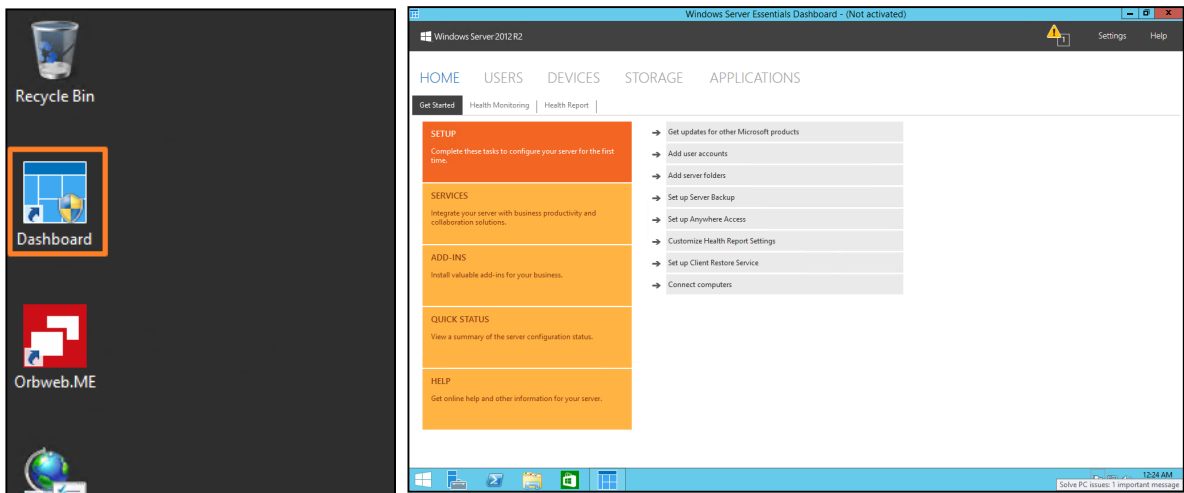 Recycle Bin
Dashboard
Orbweb.ME
Windows Server Essentials Dashboard - (Not activated)
Windows Server 2012 R2
1
Settings
Help
HOME
USERS
DEVICES
STORAGE
APPLICATIONS
Get Started
Health Monitoring
Health Report
SETUP
Complete these tasks to configure your server for the first
time.
SERVICES
Integrate your server with business productivity and
collaboration solutions.
ADD-INS
Install valuable add-ins for your business.
QUICK STATUS
View a summary of the server configuration status.
HELP
Get online help and other information for your server.
Get updates for other Microsoft products
Add user accounts
Add server folders
Set up Server Backup
Set up Anywhere Access
Customize Health Report Settings
Set up Client Restore Service
Connect computers
12:24 AM
Solve PC issues: 1 important message